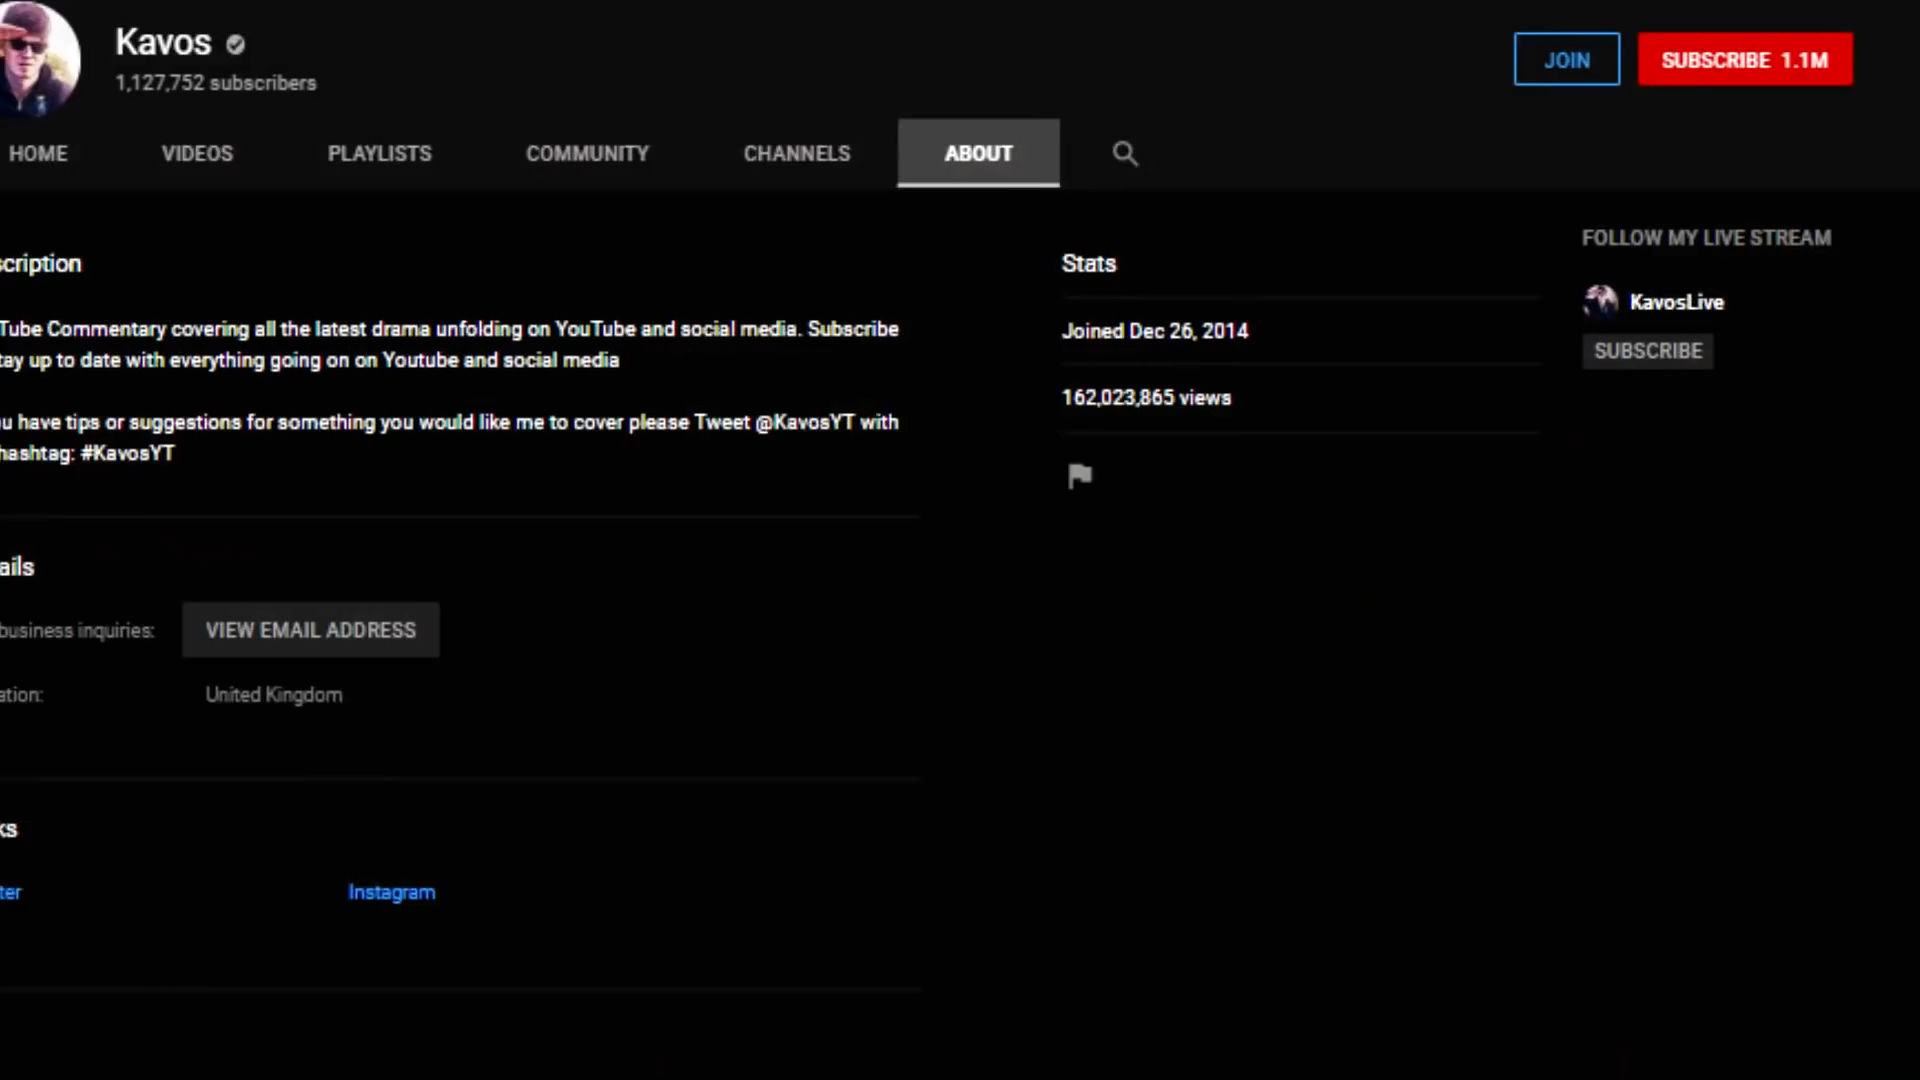 Kavos
1,127,752 subscribers
JOIN
SUBSCRIBE 1.1M
HOME
VIDEOS
PLAYLISTS
COMMUNITY
CHANNELS
ABOUT
scription
Tube Commentary covering all the latest drama unfolding on YouTube and social media. Subscribe
tay up to date with everything going on on Youtube and social media
u have tips or suggestions for something you would like me to cover please Tweet @KavosYT with
hashtag: #KavosYT
ails
business inquiries:
VIEW EMAIL ADDRESS
ation:
United Kingdom
ks
ter
Instagram
Stats
Joined Dec 26, 2014
162,023,865 views
FOLLOW MY LIVE STREAM
KavosLive
SUBSCRIBE